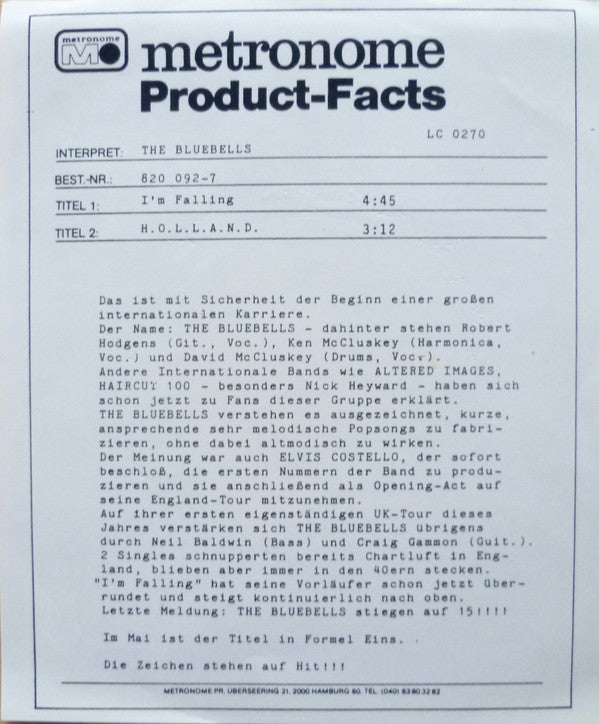 metronome
metronome
Product-Facts
LC 0270
INTERPRET: THE BLUEBELLS
BEST.-NR.: 820 092-7
TITEL 1: I'm Falling 4:45
TITEL 2: H.O.L.L.A.N.D. 3:12
Das ist mit Sicherheit der Beginn einer großen
internationalen Karriere.
Der Name: THE BLUEBELLS - dahinter stehen Robert
Hodgens (Git., Voc.), Ken McCluskey (Harmonica,
Voc.) und David McCluskey (Drums, Voc.).
Andere Internationale Bands wie ALTERED IMAGES,
HAIRCUT 100 - besonders Nick Heyward - haben sich
schon jetzt zu Fans dieser Gruppe erklärt.
THE BLUEBELLS verstehen es ausgezeichnet, kurze,
ansprechende sehr melodische Popsongs zu fabri-
zieren, ohne dabei altmodisch zu wirken.
Der Meinung war auch ELVIS COSTELLO, der sofort
beschloß, die ersten Nummern der Band zu produ-
zieren und sie anschließend als Opening-Act auf
seine England-Tour mitzunehmen.
Auf ihrer ersten eigenständigen UK-Tour dieses
Jahres verstärken sich THE BLUEBELLS übrigens
durch Neil Baldwin (Bass) und Craig Gammon (Guit.).
2 Singles schnupperten bereits Chartluft in Eng-
land, blieben aber immer in den 40ern stecken.
"I'm Falling" hat seine Vorläufer schon jetzt über-
rundet und steigt kontinuierlich nach oben.
Letzte Meldung: THE BLUEBELLS stiegen auf 15!!!!
Im Mai ist der Titel in Formel Eins.
Die Zeichen stehen auf Hit!!!
METRONOME PR. ÜBERSEERING 21, 2000 HAMBURG 60, TEL. (040) 6380 32 62